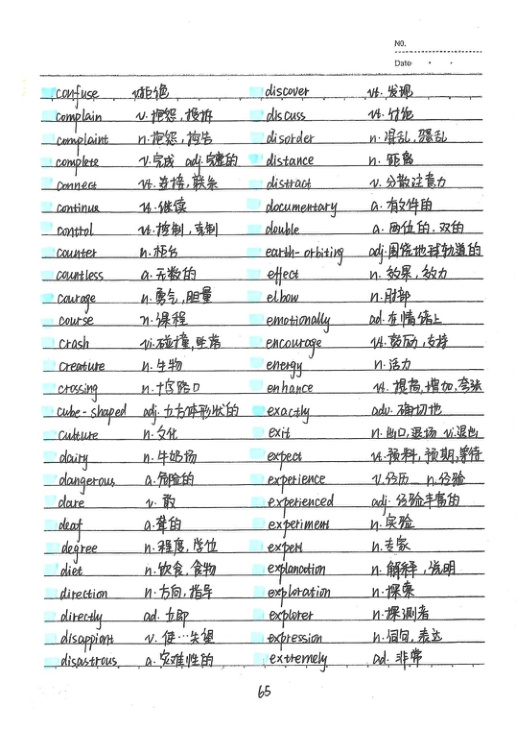 NO.
Date
confuse v.拒绝 discover vt.发现
complain v.抱怨,投诉 discuss vt.讨论
complaint n.抱怨,控告 disorder n.混乱,骚乱
complete v.完成 adj.完整的 distance n.距离
connect vt.连接,联系 distract v.分散注意力
continue vt.继续 documentary a.有文件的
control vt.控制,克制 double a.两位的,双的
counter n.柜台 earth-orbiting adj.围绕地球轨道的
countless a.无数的 effect n.效果,效力
courage n.勇气,胆量 elbow n.肘部
course n.课程 emotionally ad.在情绪上
crash vi.碰撞,坠落 encourage vt.鼓励,支持
creature n.生物 energy n.活力
crossing n.十字路口 enhance vt.提高,增加,夸张
cube-shaped adj.立方体形状的 exactly adv.确切地
culture n.文化 exit n.出口,退场 vi.退出
dairy n.牛奶场 expect vt.预料,预期,等待
dangerous a.危险的 experience v.经历 n.经验
dare v.敢 experienced adj.经验丰富的
deaf a.聋的 experiment n.实验
degree n.程度,学位 expert n.专家
diet n.饮食,食物 explanation n.解释,说明
direction n.方向,指导 exploration n.探索
directly ad.立即 explorer n.探测者
disappiont v.使…失望 expression n.词句,表达
disastrous a.灾难性的 extremely ad.非常
65